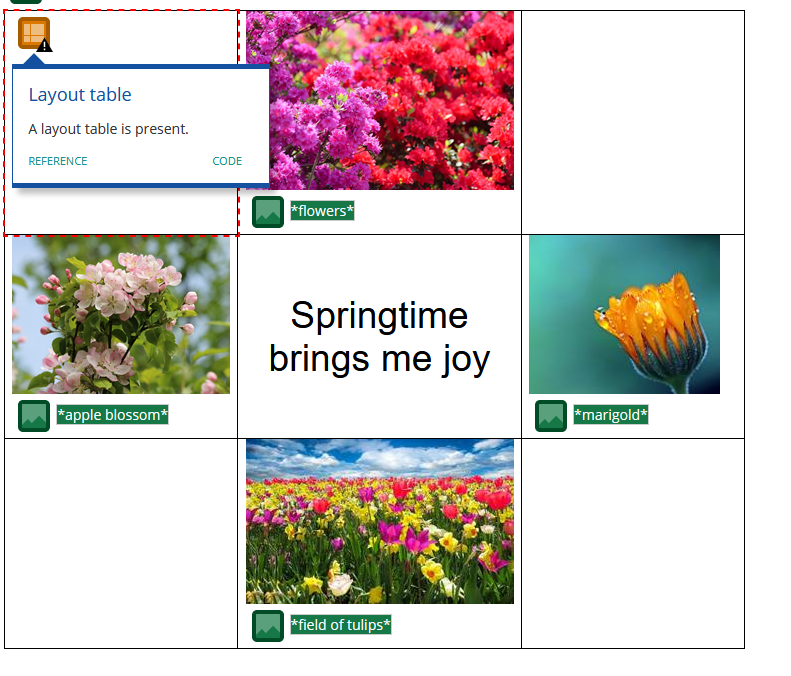 Layout table
A layout table is present.
REFERENCE CODE
*flowers*
Springtime
brings me joy
*apple blossom*
*marigold*
*field of tulips*